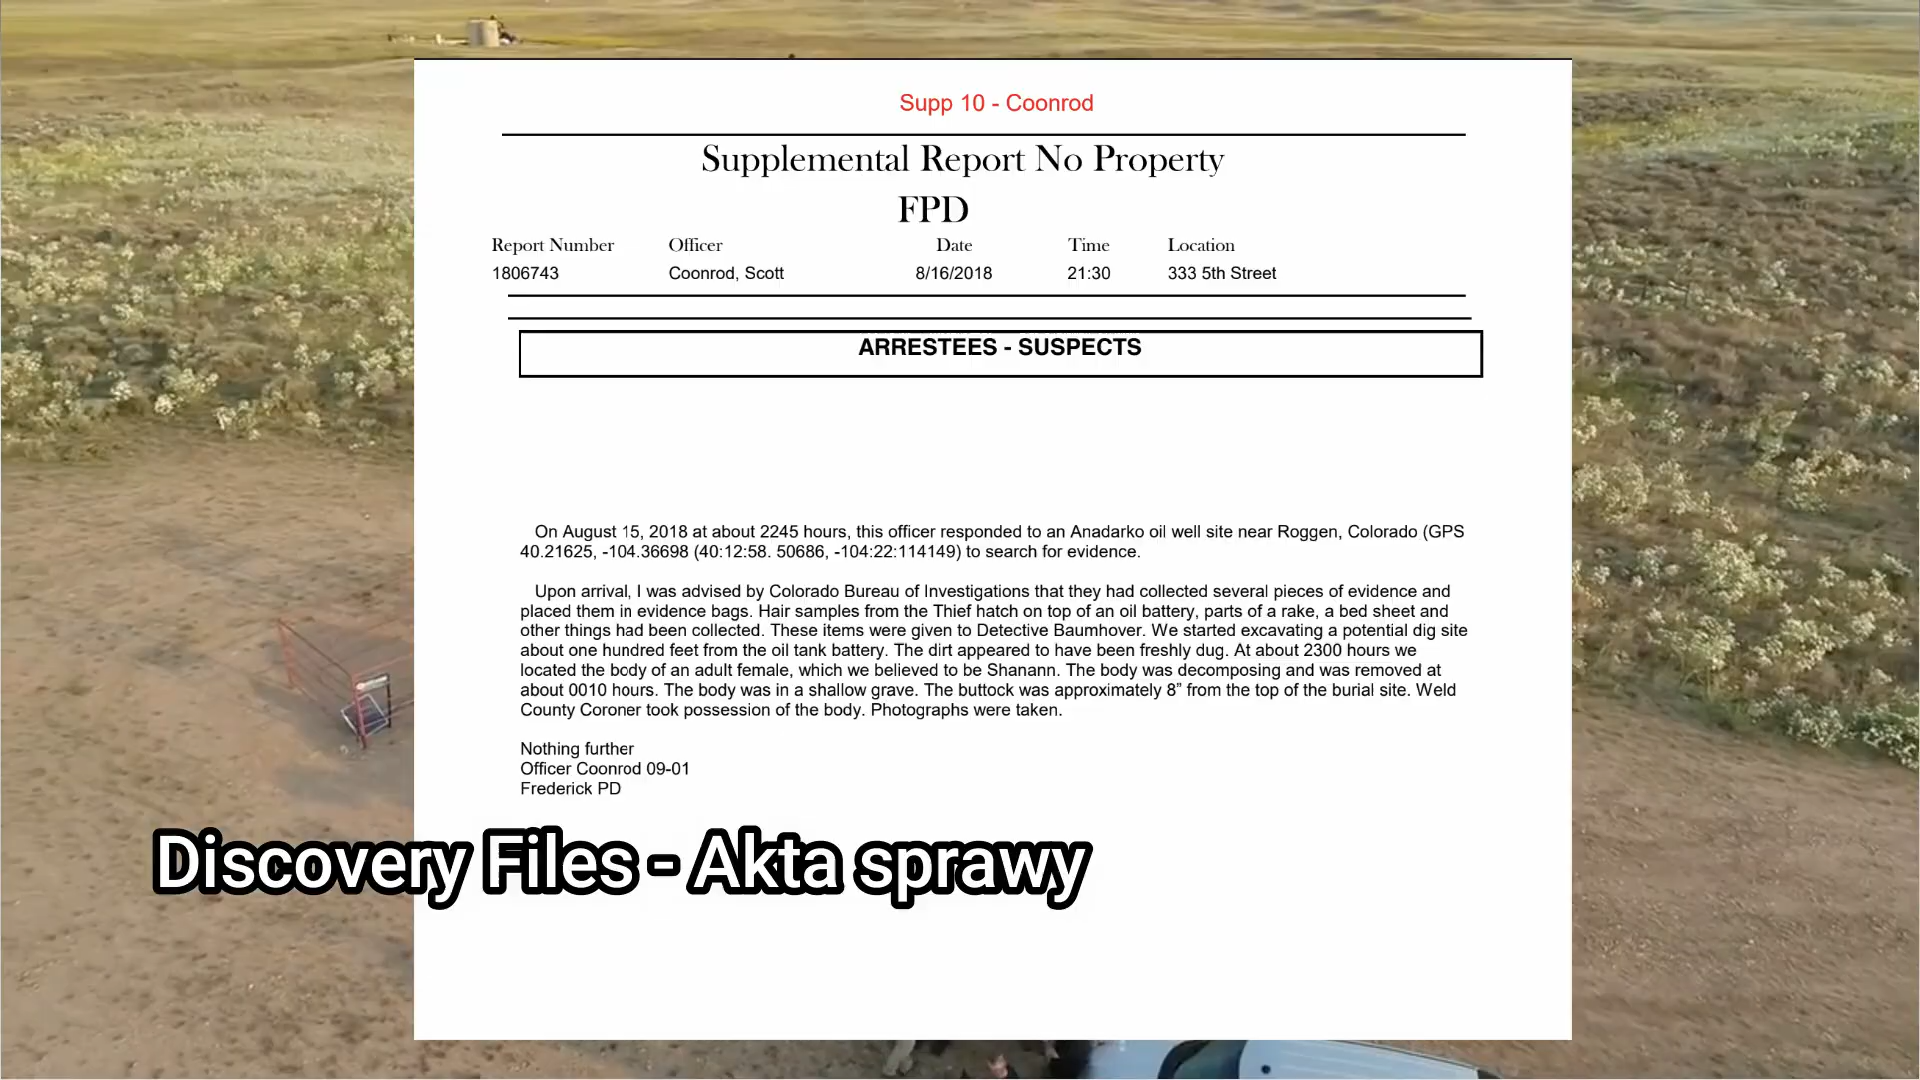 Supp 10 - Coonrod
Supplemental Report No Property
FPD
Report Number Officer Date Time Location
1806743 Coonrod, Scott 8/16/2018 21:30 333 5th Street
ARRESTEES - SUSPECTS
On August 15, 2018 at about 2245 hours, this officer responded to an Anadarko oil well site near Roggen, Colorado (GPS
40.21625, -104.36698 (40:12:58. 50686, -104:22:114149) to search for evidence.
Upon arrival, I was advised by Colorado Bureau of Investigations that they had collected several pieces of evidence and
placed them in evidence bags. Hair samples from the Thief hatch on top of an oil battery, parts of a rake, a bed sheet and
other things had been collected. These items were given to Detective Baumhover. We started excavating a potential dig site
about one hundred feet from the oil tank battery. The dirt appeared to have been freshly dug. At about 2300 hours we
located the body of an adult female, which we believed to be Shanann. The body was decomposing and was removed at
about 0010 hours. The body was in a shallow grave. The buttock was approximately 8” from the top of the burial site. Weld
County Coroner took possession of the body. Photographs were taken.
Nothing further
Officer Coonrod 09-01
Frederick PD
Discovery Files - Akta sprawy